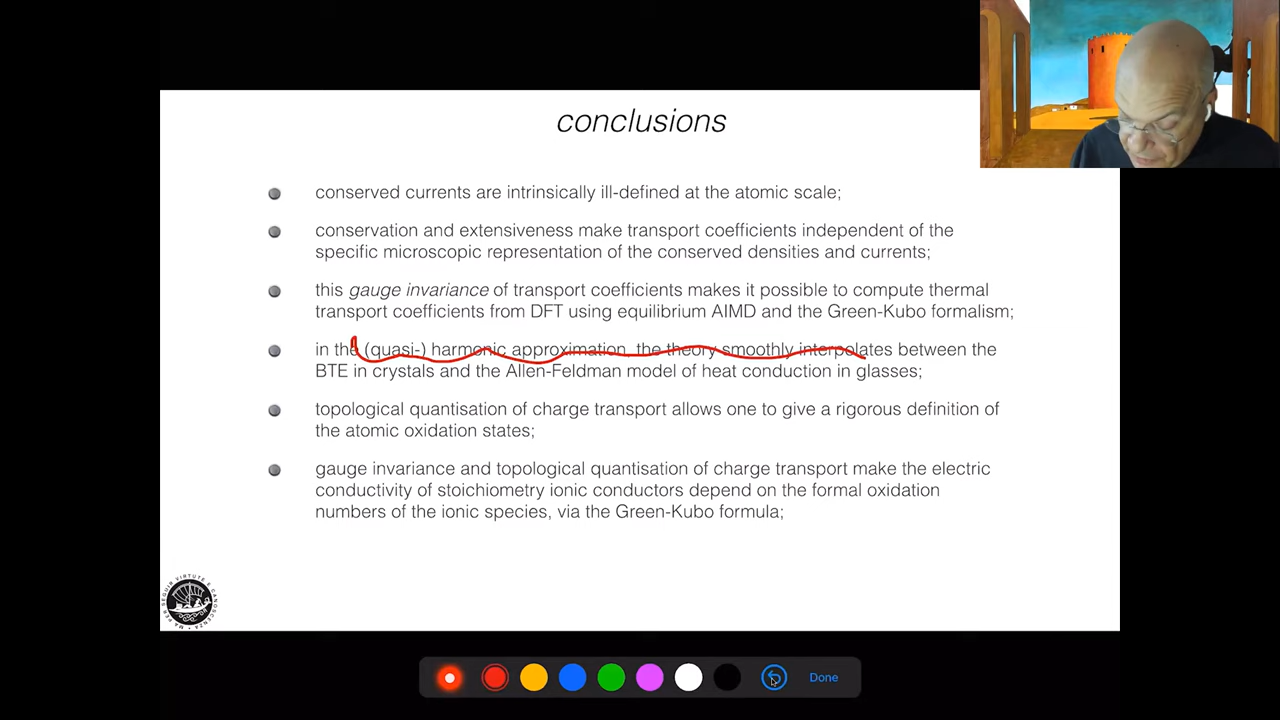 conclusions
conserved currents are intrinsically ill-defined at the atomic scale;
conservation and extensiveness make transport coefficients independent of the
specific microscopic representation of the conserved densities and currents;
this gauge invariance of transport coefficients makes it possible to compute thermal
transport coefficients from DFT using equilibrium AIMD and the Green-Kubo formalism;
in the (quasi-) harmonic approximation, the theory smoothly interpolates between the
BTE in crystals and the Allen-Feldman model of heat conduction in glasses;
topological quantisation of charge transport allows one to give a rigorous definition of
the atomic oxidation states;
gauge invariance and topological quantisation of charge transport make the electric
conductivity of stoichiometry ionic conductors depend on the formal oxidation
numbers of the ionic species, via the Green-Kubo formula;
MA PER SEGUIR VIRTUTE E CANOSCENZA
Done